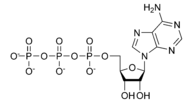 NH₂
O O O N N
⁻O-P-O-P-O-P-O O N N
O⁻ O⁻ O⁻
OH OH